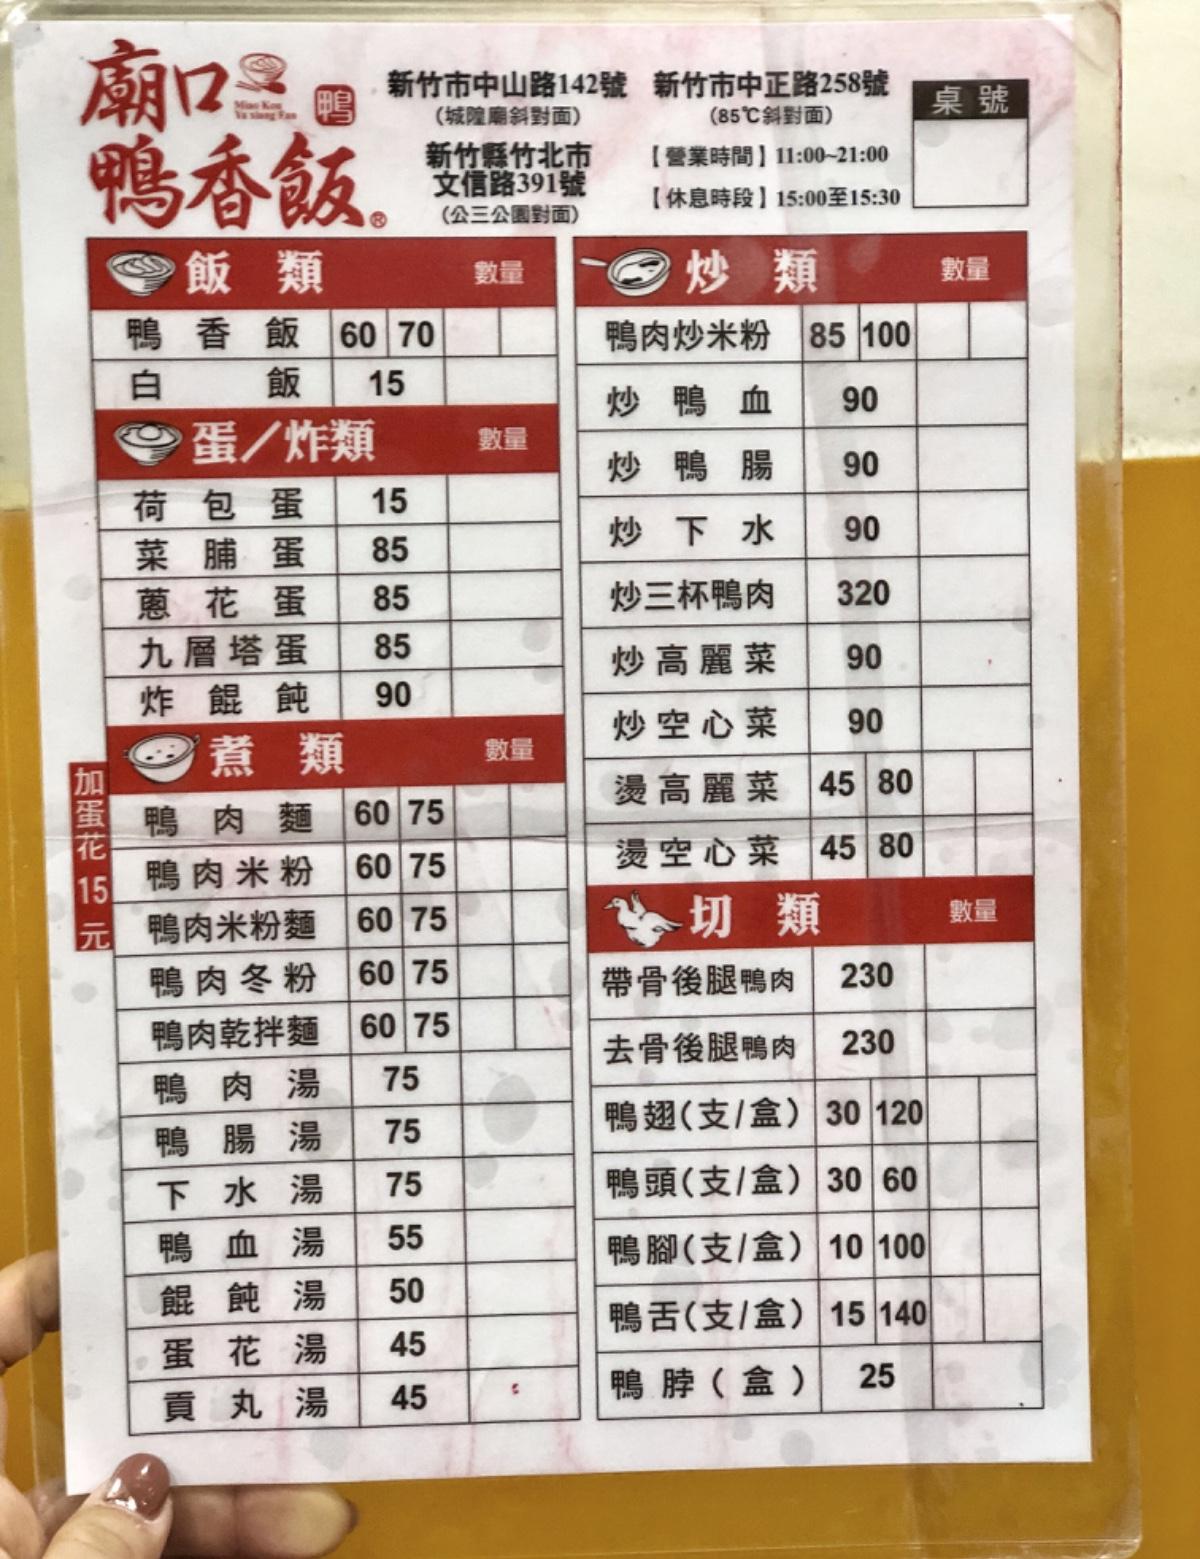 廟口
Miao Kou
Ya xiang Fan
鴨
鴨香飯®
新竹市中山路142號
(城隍廟斜對面)
新竹縣竹北市
文信路391號
(公三公園對面)
新竹市中正路258號
(85℃斜對面)
【營業時間】11:00~21:00
【休息時段】15:00至15:30
桌號
飯類 數量
鴨香飯 60 70
白飯 15
蛋/炸類 數量
荷包蛋 15
菜脯蛋 85
蔥花蛋 85
九層塔蛋 85
炸餛飩 90
煮類 數量
加蛋花15元
鴨肉麵 60 75
鴨肉米粉 60 75
鴨肉米粉麵 60 75
鴨肉冬粉 60 75
鴨肉乾拌麵 60 75
鴨肉湯 75
鴨腸湯 75
下水湯 75
鴨血湯 55
餛飩湯 50
蛋花湯 45
貢丸湯 45
炒類 數量
鴨肉炒米粉 85 100
炒鴨血 90
炒鴨腸 90
炒下水 90
炒三杯鴨肉 320
炒高麗菜 90
炒空心菜 90
燙高麗菜 45 80
燙空心菜 45 80
切類 數量
帶骨後腿鴨肉 230
去骨後腿鴨肉 230
鴨翅(支/盒) 30 120
鴨頭(支/盒) 30 60
鴨腳(支/盒) 10 100
鴨舌(支/盒) 15 140
鴨脖(盒) 25